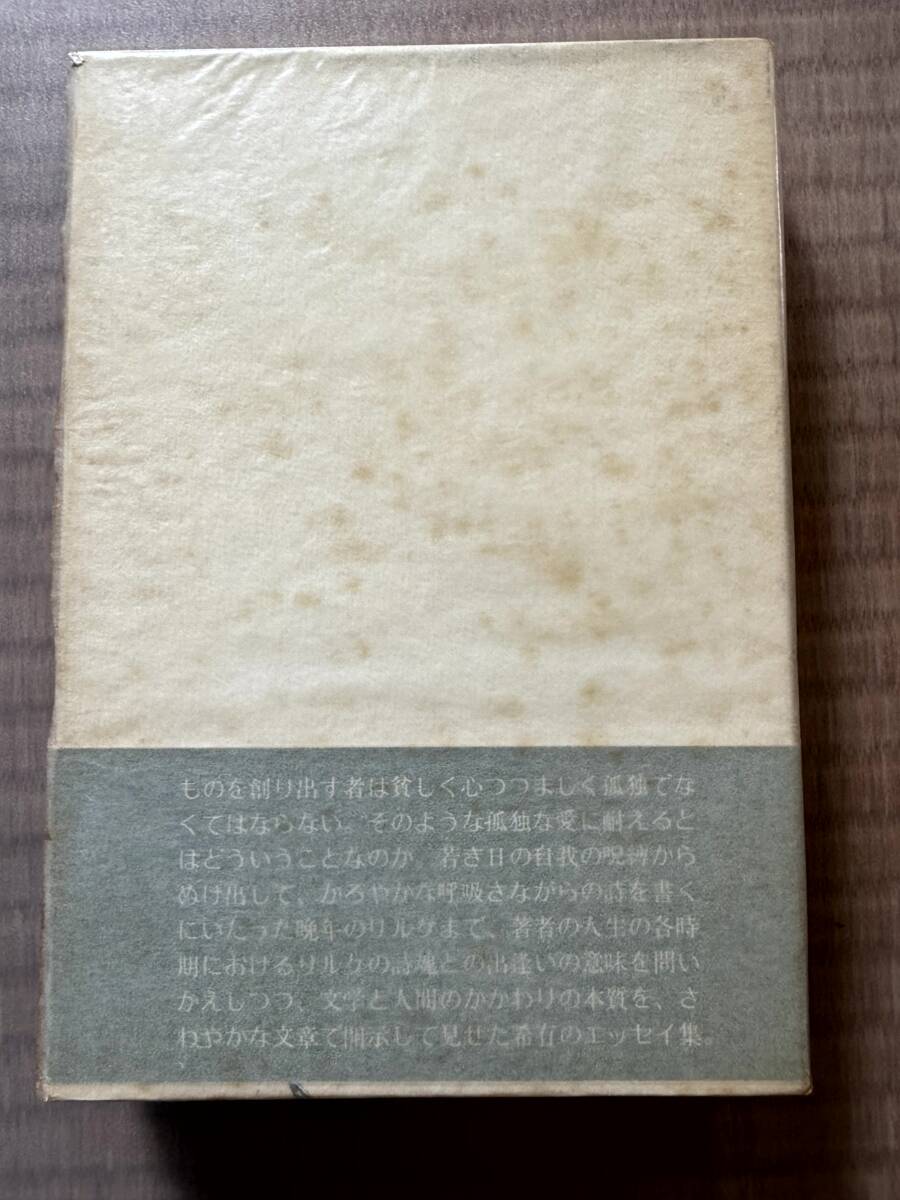 ものを創り出す者は貧しく心つつましく孤独でな
くてはならない。そのような孤独な愛に耐えると
はどういうことなのか。若き日の自我の呪縛から
ぬけ出して、かろやかな呼吸さながらの詩を書く
にいたった晩年のリルケまで、著者の人生の各時
期におけるリルケの詩魂との出逢いの意味を問い
かえしつつ、文学と人間のかかわりの本質を、さ
わやかな文章で開示して見せた希有のエッセイ集。